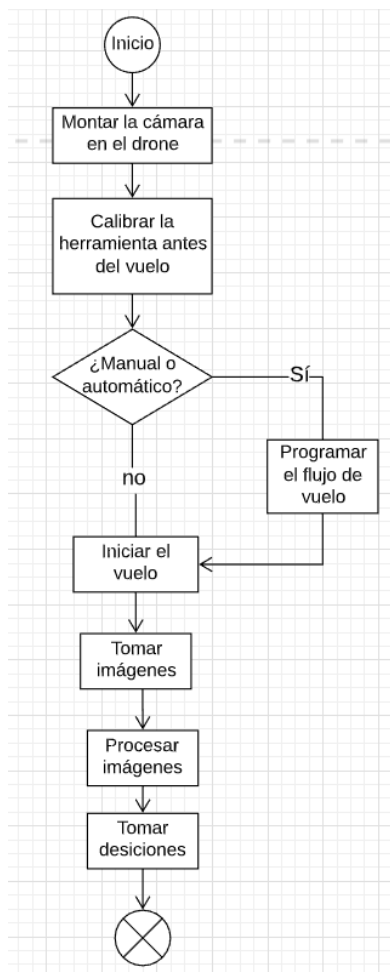 Inicio
Montar la cámara
en el drone
Calibrar la
herramienta antes
del vuelo
¿Manual o
automático?
Sí
Programar
el flujo de
vuelo
no
Iniciar el
vuelo
Tomar
imágenes
Procesar
imágenes
Tomar
desiciones